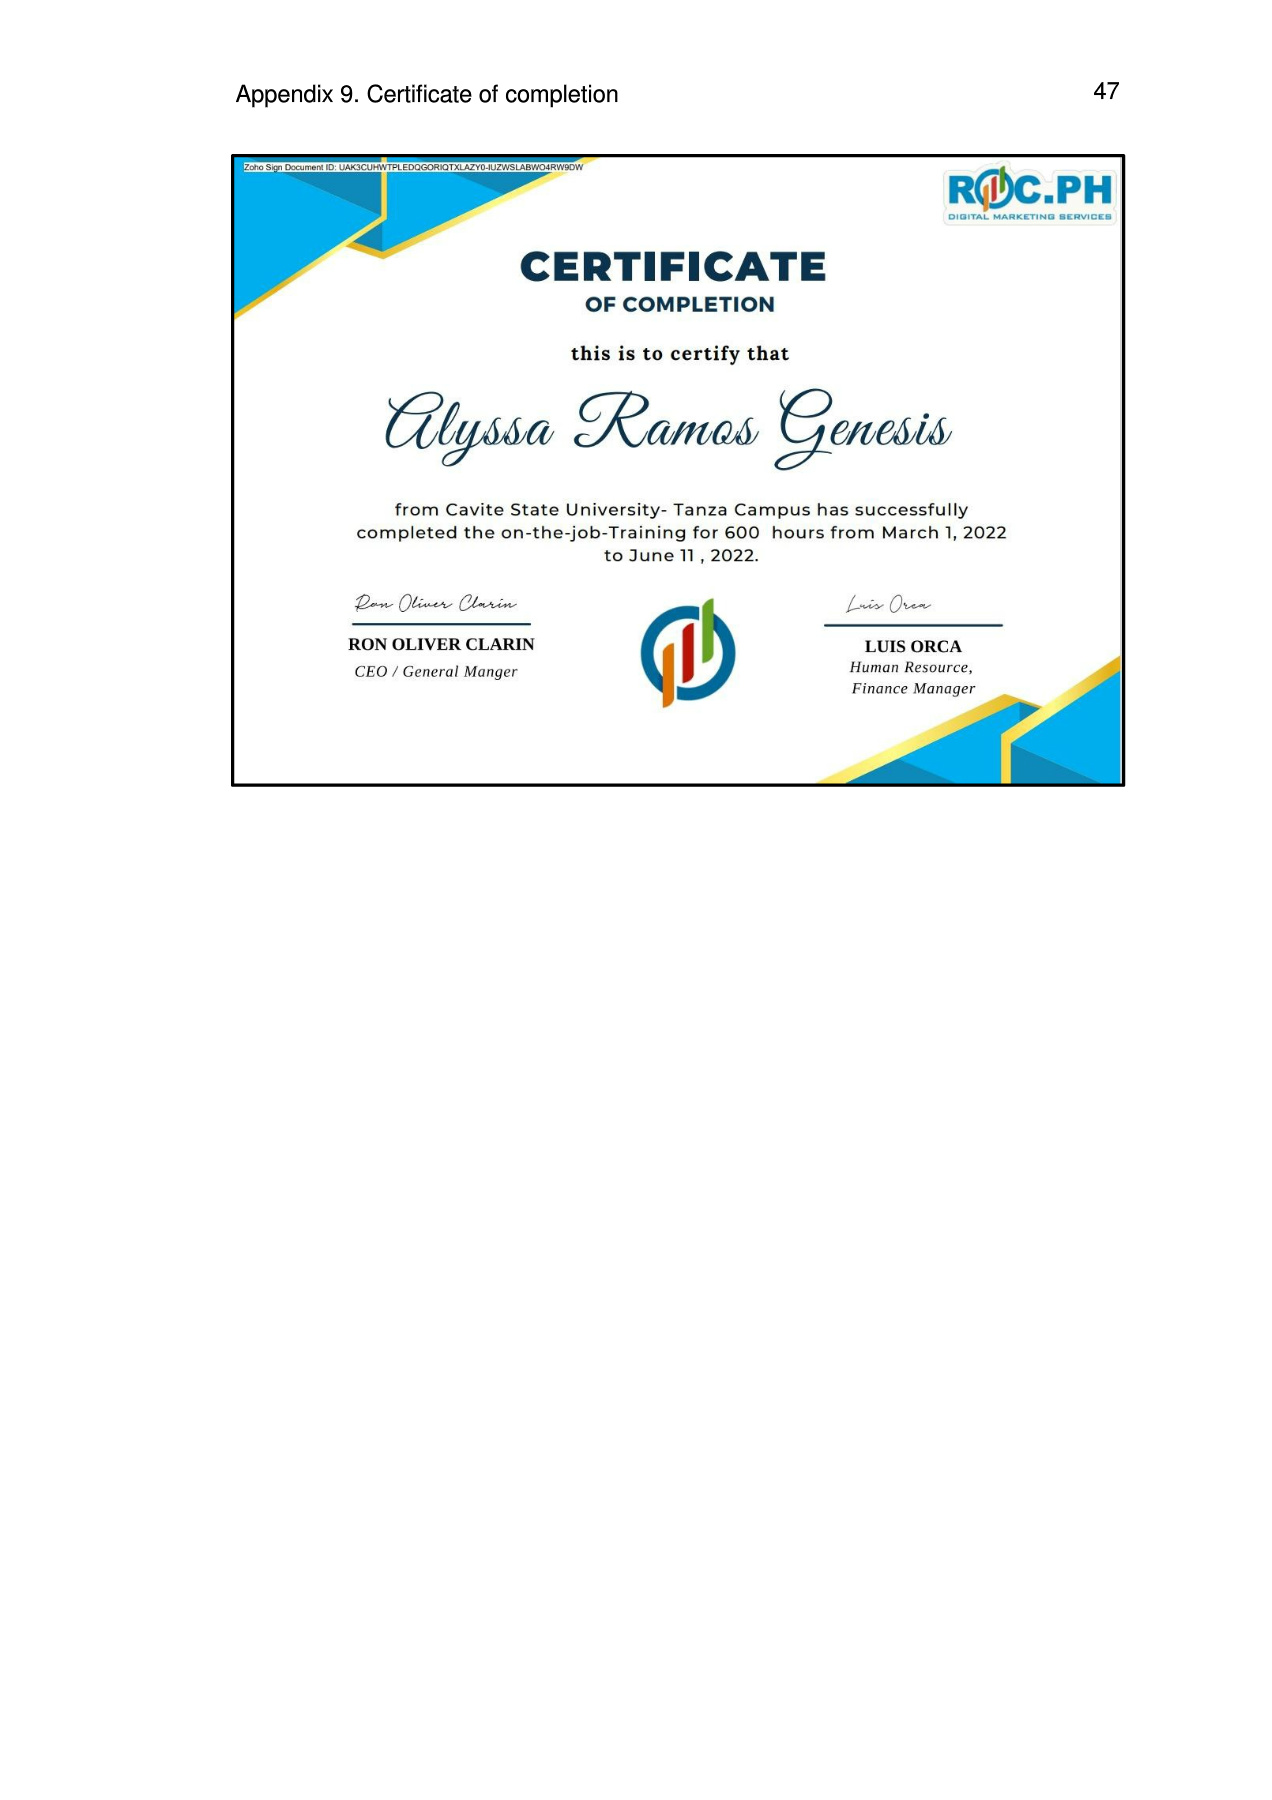 Appendix 9. Certificate of completion
47
Zoho Sign Document ID: UAK3CUHWTPLEDQGORIQTXLAZY0-IUZWSLABWO4RW9DW
ROC.PH
DIGITAL MARKETING SERVICES
CERTIFICATE
OF COMPLETION
this is to certify that
Alyssa Ramos Genesis
from Cavite State University- Tanza Campus has successfully
completed the on-the-job-Training for 600 hours from March 1, 2022
to June 11 , 2022.
Ron Oliver Clarin
Luis Orca
RON OLIVER CLARIN
CEO / General Manger
LUIS ORCA
Human Resource,
Finance Manager